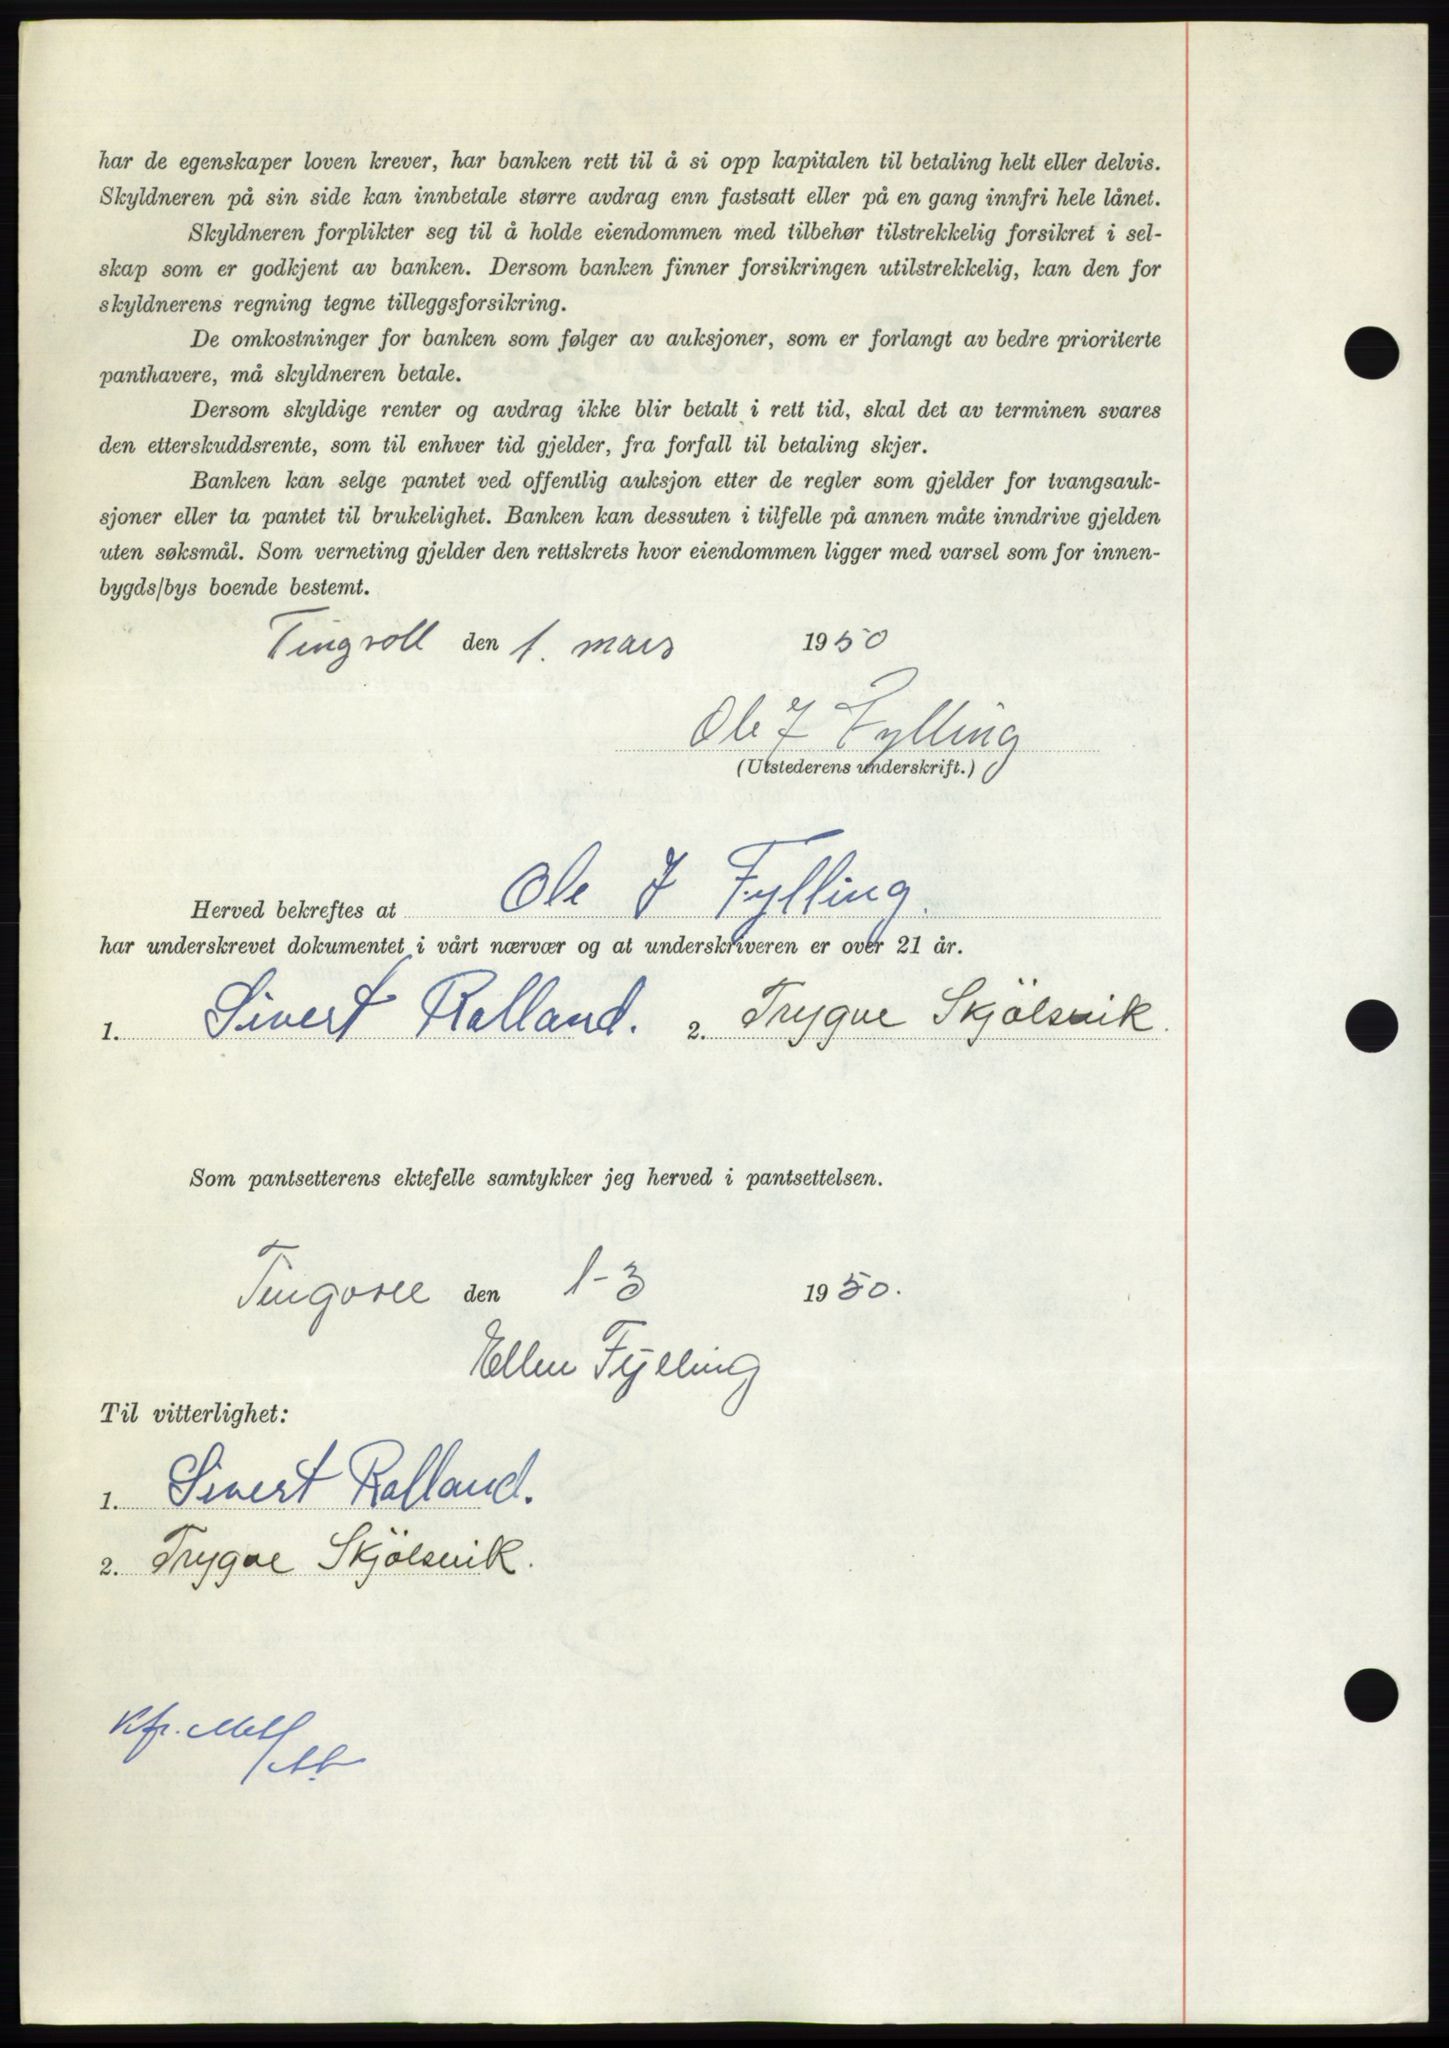 har de egenskaper loven krever, har banken rett til å si opp kapitalen til betaling helt eller delvis.
Skyldneren på sin side kan innbetale større avdrag enn fastsatt eller på en gang innfri hele lånet.
Skyldneren forplikter seg til å holde eiendommen med tilbehør tilstrekkelig forsikret i sel-
skap som er godkjent av banken. Dersom banken finner forsikringen utilstrekkelig, kan den for
skyldnerens regning tegne tilleggsforsikring.
De omkostninger for banken som følger av auksjoner, som er forlangt av bedre prioriterte
panthavere, må skyldneren betale.
Dersom skyldige renter og avdrag ikke blir betalt i rett tid, skal det av terminen svares
den etterskuddsrente, som til enhver tid gjelder, fra forfall til betaling skjer.
Banken kan selge pantet ved offentlig auksjon etter de regler som gjelder for tvangsauk-
sjoner eller ta pantet til brukelighet. Banken kan dessuten i tilfelle på annen måte inndrive gjelden
uten søksmål. Som verneting gjelder den rettskrets hvor eiendommen ligger med varsel som for innen-
bygds/bys boende bestemt.
Tingvoll den 1. mars 1950
Ole J Fylling
(Utstederens underskrift.)
Herved bekreftes at Ole J Fylling.
har underskrevet dokumentet i vårt nærvær og at underskriveren er over 21 år.
1. Sivert Rolland. 2. Trygve Skjölsvik.
Som pantsetterens ektefelle samtykker jeg herved i pantsettelsen.
Tingvoll den 1-3 1950.
Ellen Fylling
Til vitterlighet:
1. Sivert Rolland.
2. Trygve Skjölsvik.
Kfr.